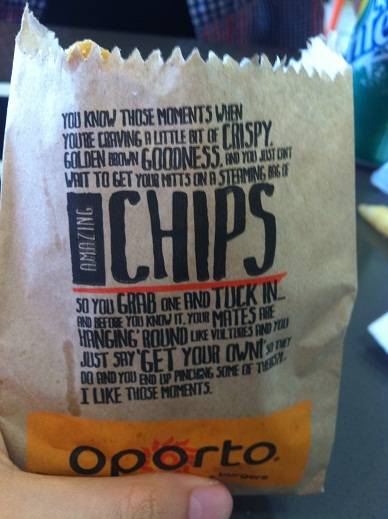 YOU KNOW THOSE MOMENTS WHEN
YOU'RE CRAVING A LITTLE BIT OF CRISPY,
GOLDEN BROWN GOODNESS, AND YOU JUST CAN'T
WAIT TO GET YOUR MITTS ON A STEAMING BAG OF
AMAZING CHIPS
SO YOU GRAB ONE AND TUCK IN...
AND BEFORE YOU KNOW IT, YOUR MATES ARE
HANGING 'ROUND LIKE VULTURES AND YOU
JUST SAY 'GET YOUR OWN!' SO THEY
DO AND YOU END UP PINCHING SOME OF THEIRS...
I LIKE THOSE MOMENTS.
Oporto.
burgers